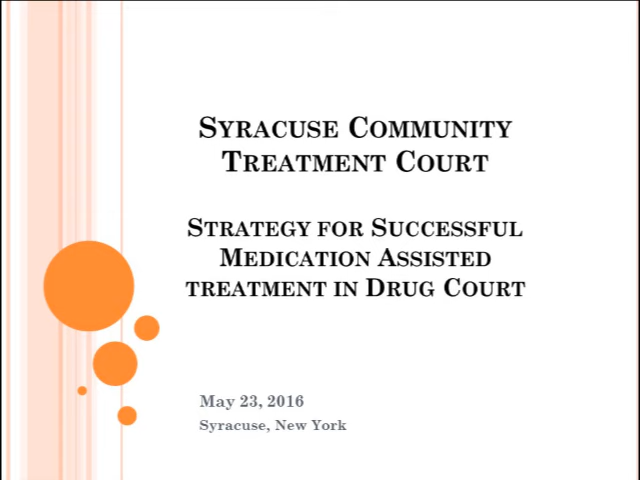 Syracuse Community
Treatment Court
Strategy for Successful
Medication Assisted
treatment in Drug Court
May 23, 2016
Syracuse, New York